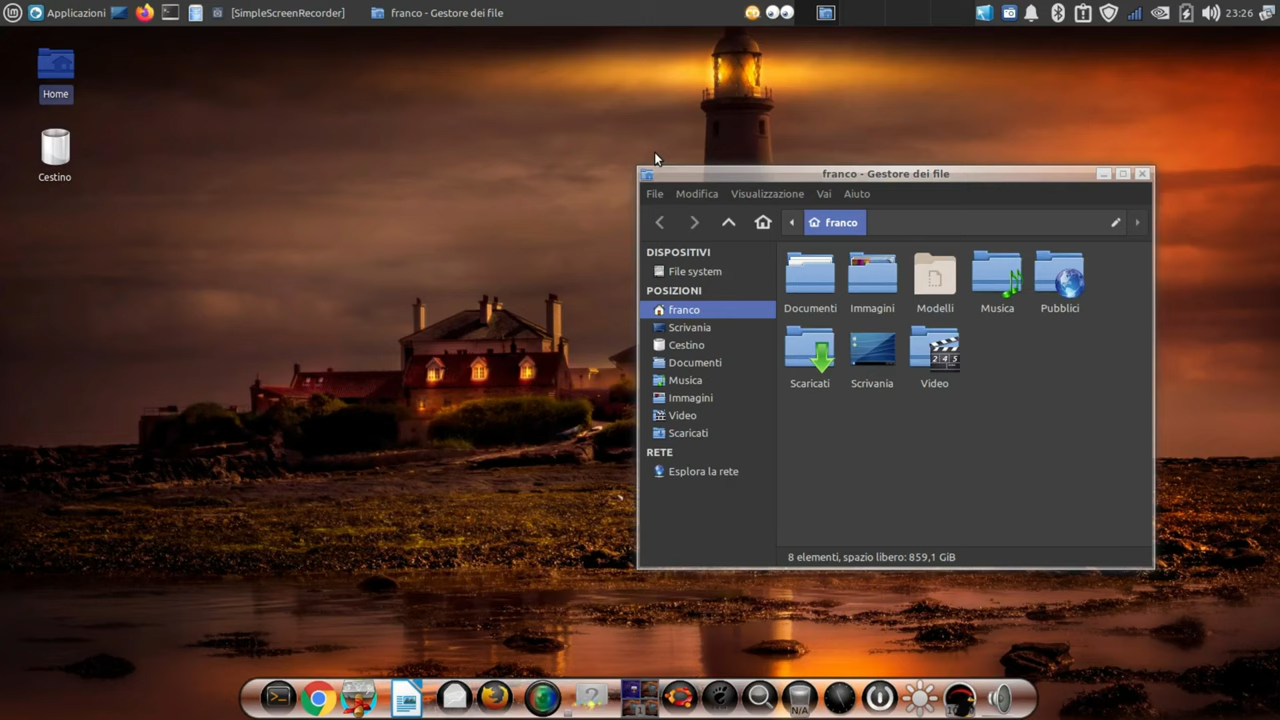 Applicazioni
[SimpleScreenRecorder]
franco - Gestore dei file
23:26
Home
Cestino
franco - Gestore dei file
File Modifica Visualizzazione Vai Aiuto
franco
DISPOSITIVI
File system
POSIZIONI
franco
Scrivania
Cestino
Documenti
Musica
Immagini
Video
Scaricati
RETE
Esplora la rete
Documenti Immagini Modelli Musica Pubblici
Scaricati Scrivania Video
8 elementi, spazio libero: 859,1 GiB
1
N/A